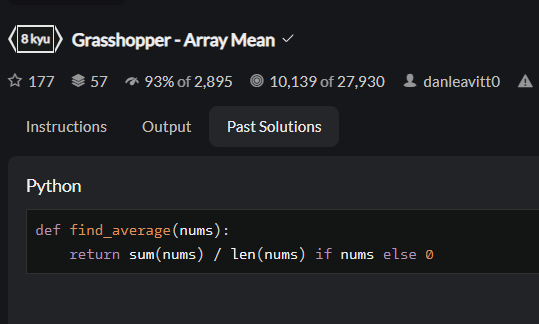 8 kyu Grasshopper - Array Mean
177 57 93% of 2,895 10,139 of 27,930 danleavitt0
Instructions Output Past Solutions
Python
def find_average(nums):
    return sum(nums) / len(nums) if nums else 0